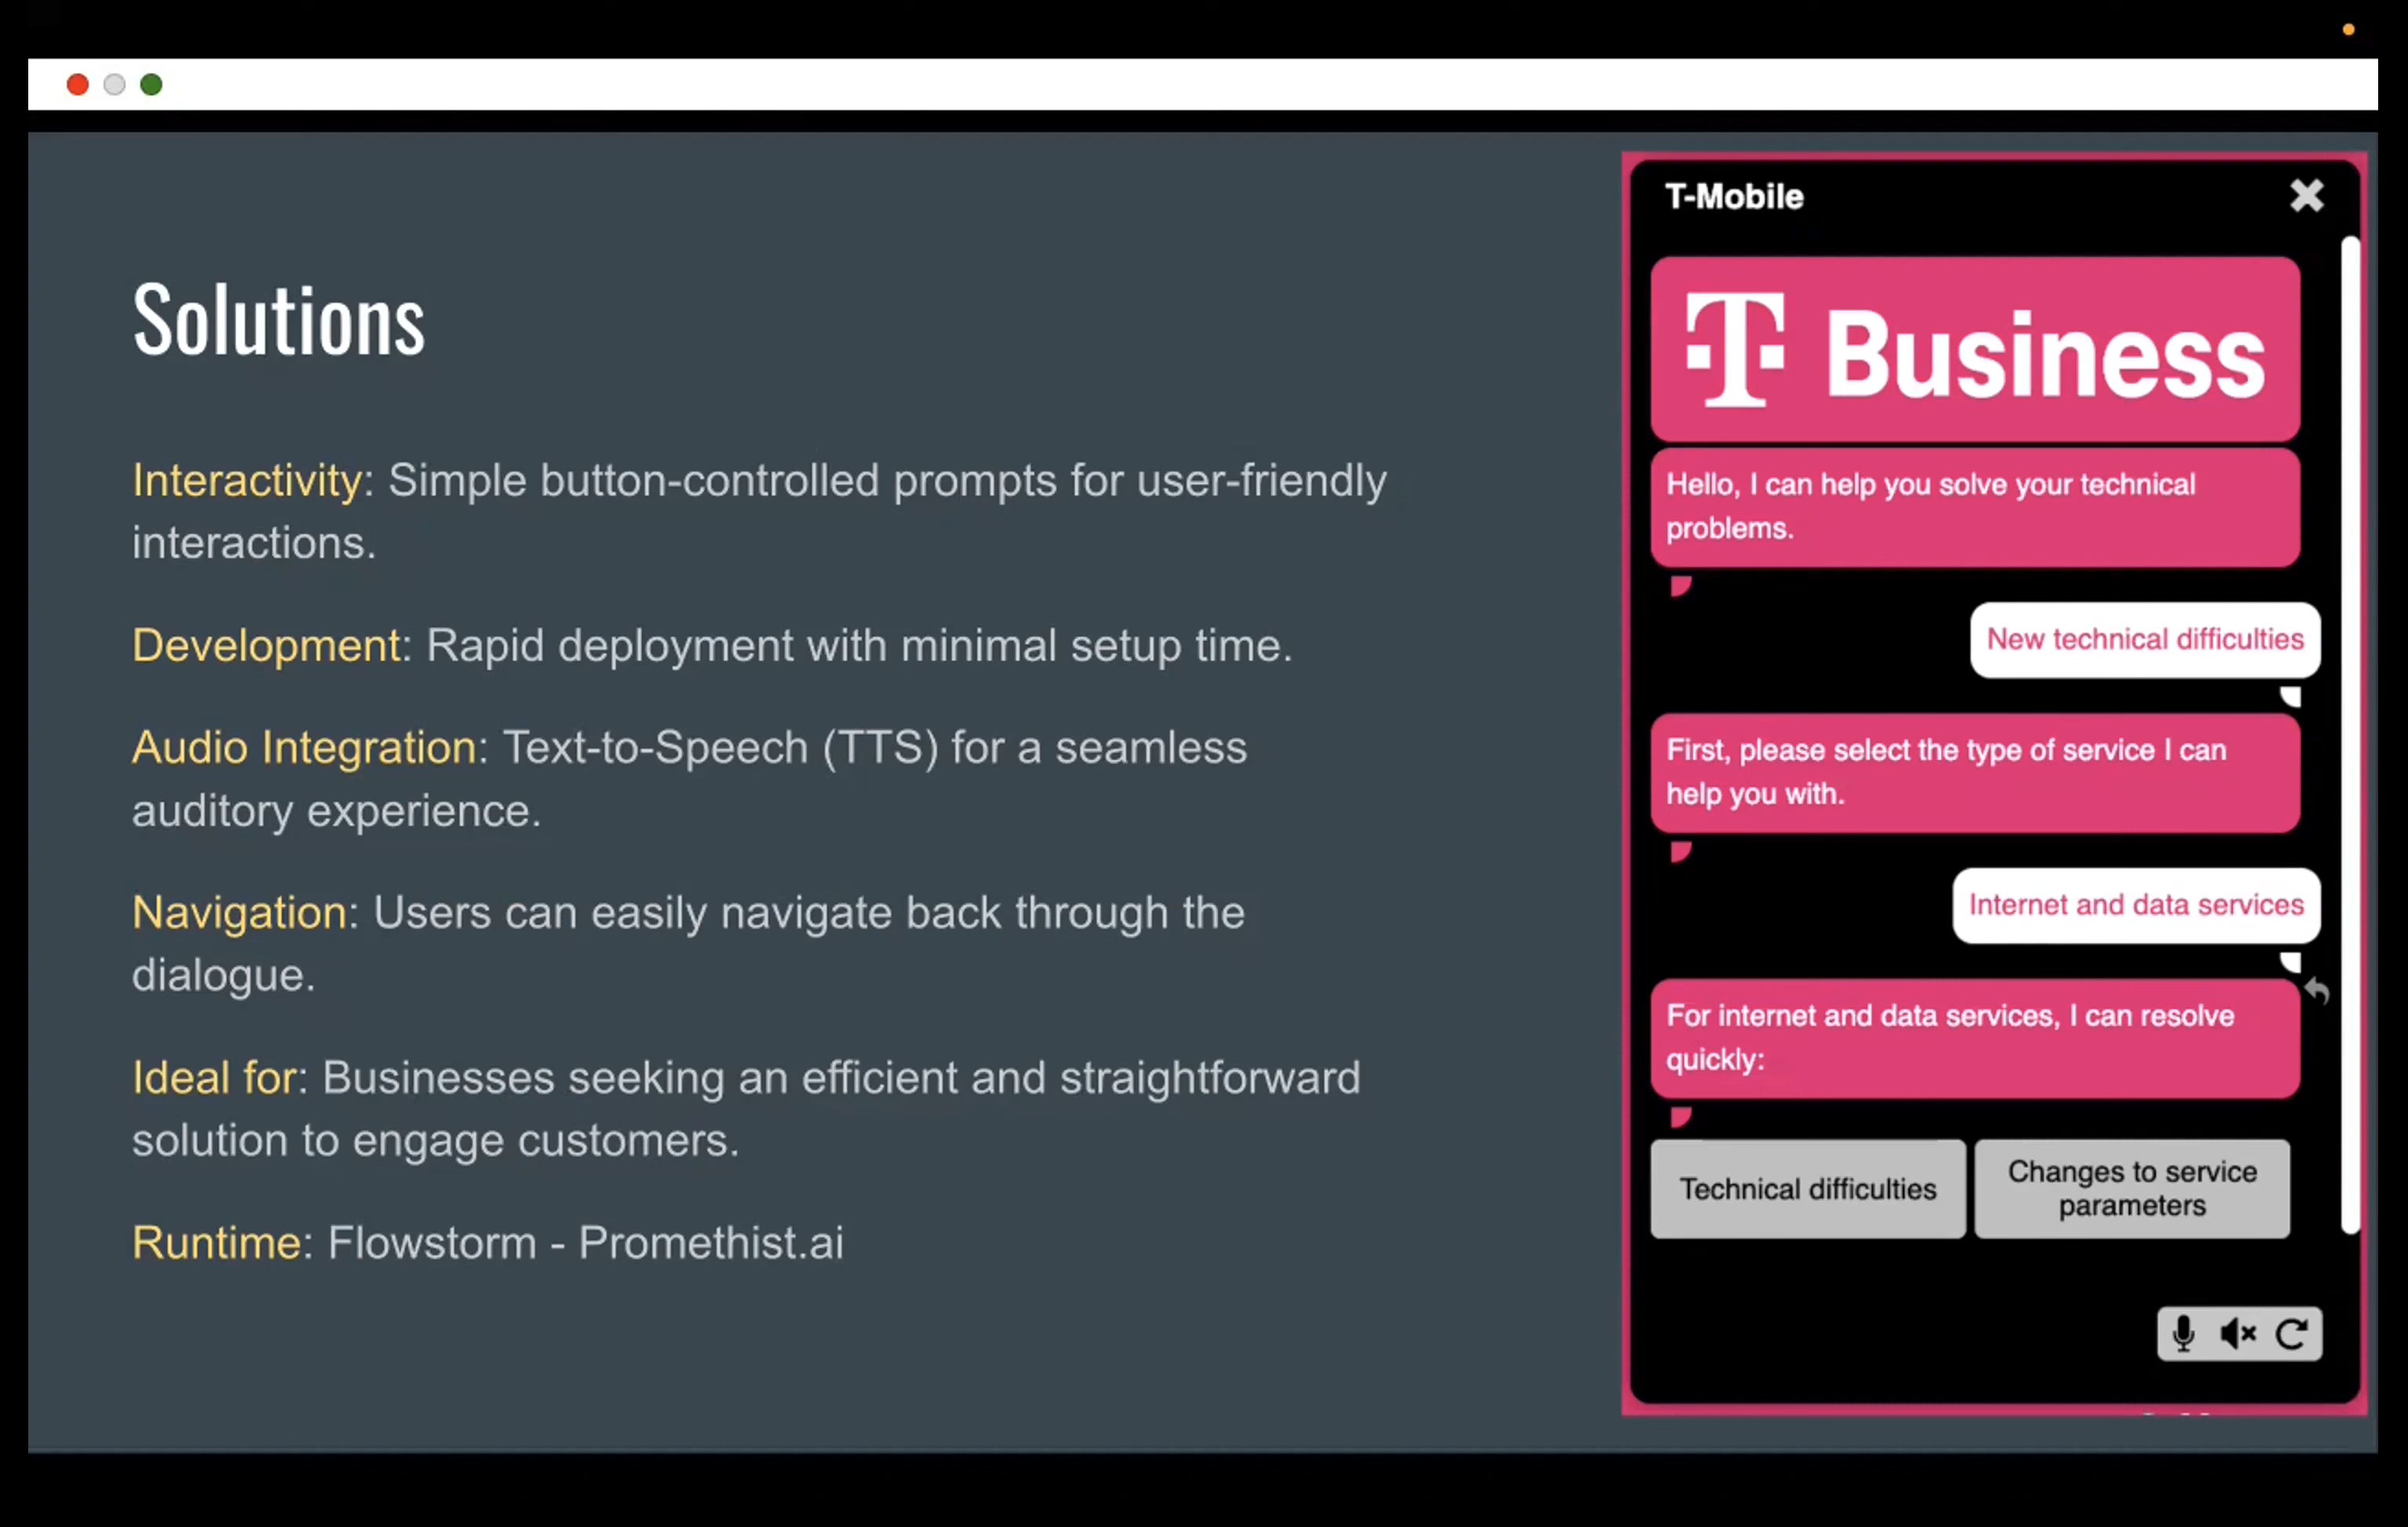 Solutions
Interactivity: Simple button-controlled prompts for user-friendly
interactions.
Development: Rapid deployment with minimal setup time.
Audio Integration: Text-to-Speech (TTS) for a seamless
auditory experience.
Navigation: Users can easily navigate back through the
dialogue.
Ideal for: Businesses seeking an efficient and straightforward
solution to engage customers.
Runtime: Flowstorm - Promethist.ai
T-Mobile
T Business
Hello, I can help you solve your technical
problems.
New technical difficulties
First, please select the type of service I can
help you with.
Internet and data services
For internet and data services, I can resolve
quickly:
Technical difficulties
Changes to service
parameters